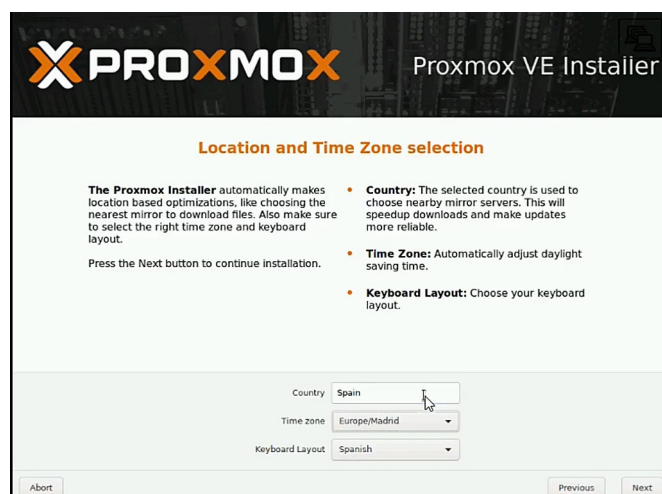 PROXMOX
Proxmox VE Installer
Location and Time Zone selection
The Proxmox Installer automatically makes
location based optimizations, like choosing the
nearest mirror to download files. Also make sure
to select the right time zone and keyboard
layout.
Press the Next button to continue installation.
• Country: The selected country is used to
choose nearby mirror servers. This will
speedup downloads and make updates
more reliable.
• Time Zone: Automatically adjust daylight
saving time.
• Keyboard Layout: Choose your keyboard
layout.
Country Spain
Time zone Europe/Madrid
Keyboard Layout Spanish
Abort Previous Next